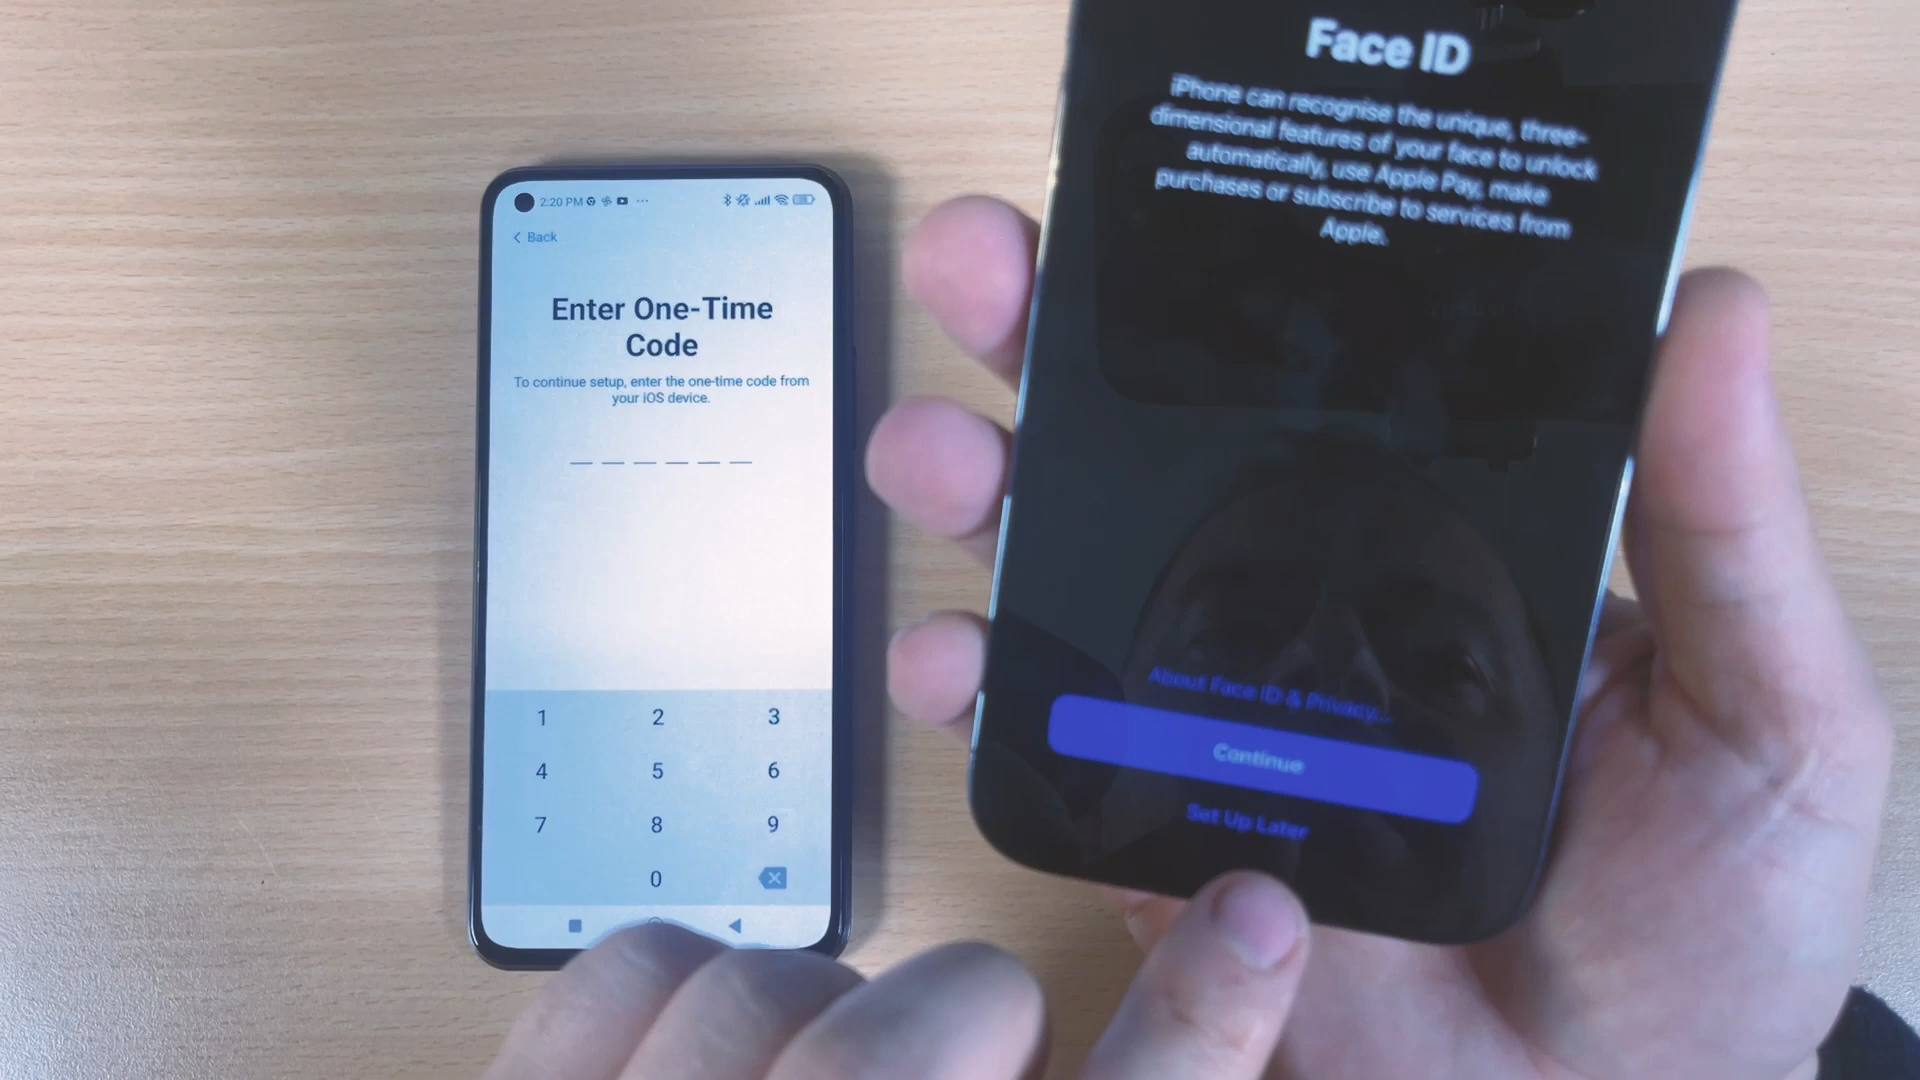 2:20 PM
Back
Enter One-Time
Code
To continue setup, enter the one-time code from
your iOS device.
1 2 3
4 5 6
7 8 9
0
Face ID
iPhone can recognise the unique, three-
dimensional features of your face to unlock
automatically, use Apple Pay, make
purchases or subscribe to services from
Apple.
About Face ID & Privacy...
Continue
Set Up Later